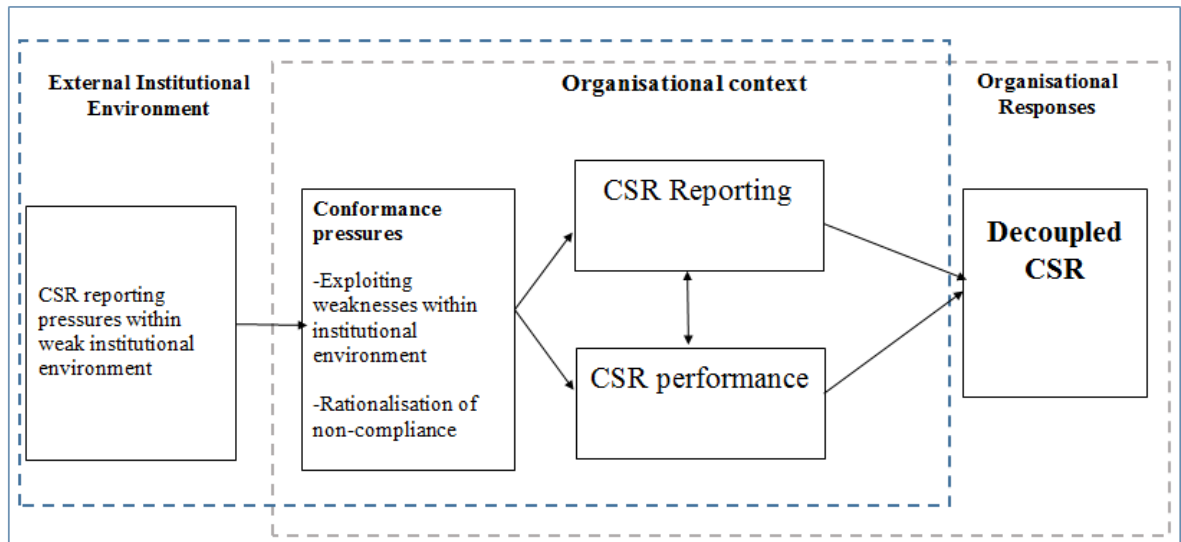 External Institutional
Environment
Organisational context
Organisational
Responses
CSR reporting
pressures within
weak institutional
environment
Conformance
pressures
-Exploiting
weaknesses within
institutional
environment
-Rationalisation of
non-compliance
CSR Reporting
CSR performance
Decoupled
CSR